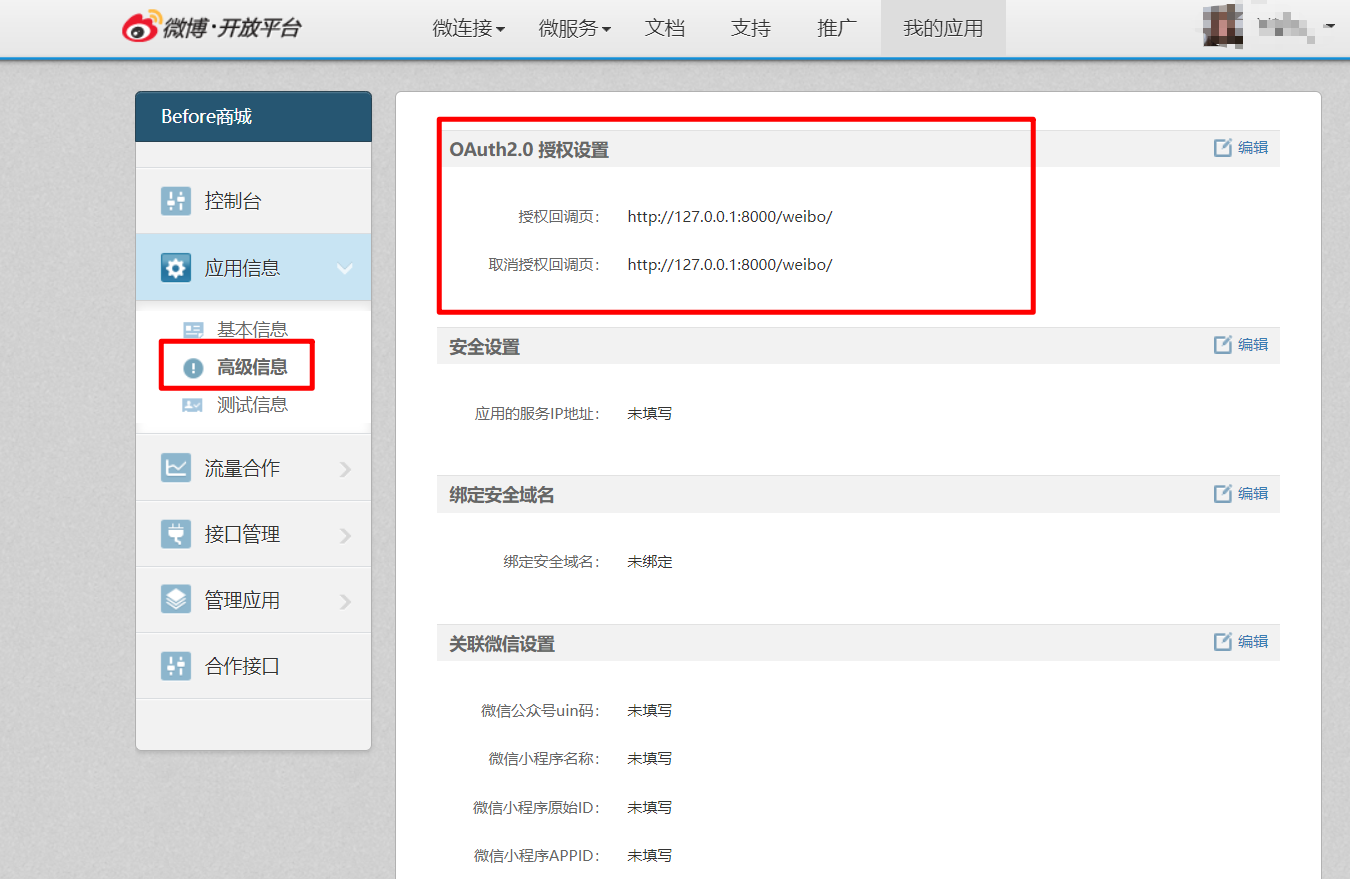 微博·开放平台 微连接 微服务 文档 支持 推广 我的应用
Before商城
控制台
应用信息
基本信息
高级信息
测试信息
流量合作
接口管理
管理应用
合作接口
OAuth2.0 授权设置 编辑
授权回调页： http://127.0.0.1:8000/weibo/
取消授权回调页： http://127.0.0.1:8000/weibo/
安全设置 编辑
应用的服务IP地址： 未填写
绑定安全域名 编辑
绑定安全域名： 未绑定
关联微信设置 编辑
微信公众号uin码： 未填写
微信小程序名称： 未填写
微信小程序原始ID： 未填写
微信小程序APPID： 未填写